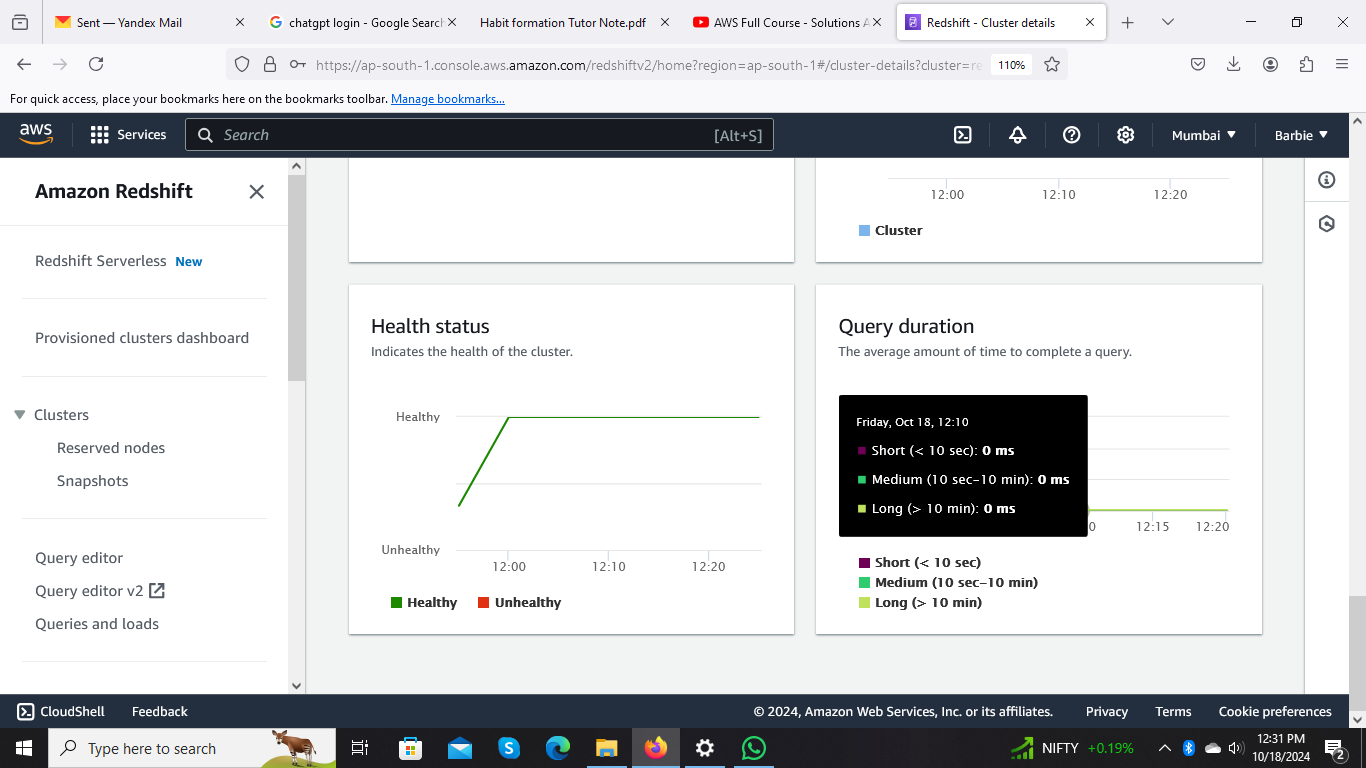 Sent — Yandex Mail
chatgpt login - Google Search
Habit formation Tutor Note.pdf
AWS Full Course - Solutions A
Redshift - Cluster details
https://ap-south-1.console.aws.amazon.com/redshiftv2/home?region=ap-south-1#/cluster-details?cluster=re
110%
For quick access, place your bookmarks here on the bookmarks toolbar. Manage bookmarks...
aws
Services
Search
[Alt+S]
Mumbai
Barbie
Amazon Redshift
Redshift Serverless New
Provisioned clusters dashboard
Clusters
Reserved nodes
Snapshots
Query editor
Query editor v2
Queries and loads
12:00 12:10 12:20
Cluster
Health status
Indicates the health of the cluster.
Healthy
Unhealthy
12:00 12:10 12:20
Healthy Unhealthy
Query duration
The average amount of time to complete a query.
Friday, Oct 18, 12:10
Short (< 10 sec): 0 ms
Medium (10 sec–10 min): 0 ms
Long (> 10 min): 0 ms
0 12:15 12:20
Short (< 10 sec)
Medium (10 sec–10 min)
Long (> 10 min)
CloudShell Feedback
© 2024, Amazon Web Services, Inc. or its affiliates. Privacy Terms Cookie preferences
Type here to search
NIFTY +0.19%
12:31 PM
10/18/2024
2